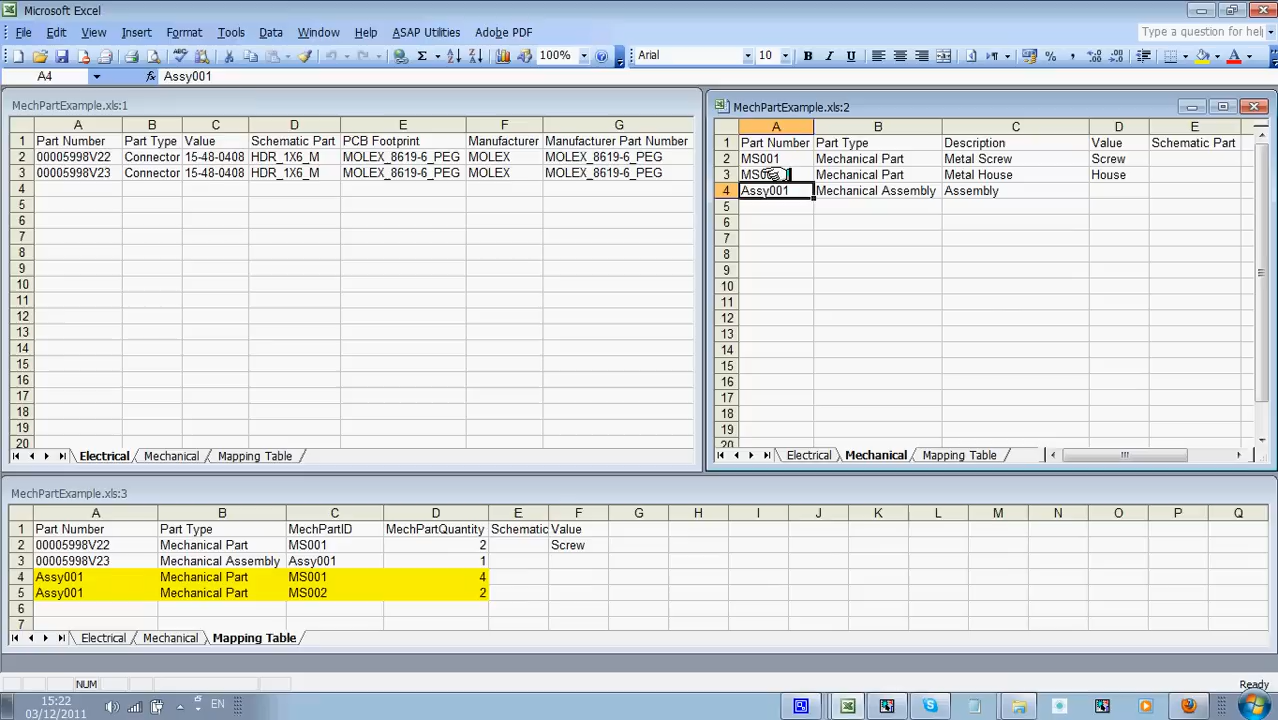 Microsoft Excel
File Edit View Insert Format Tools Data Window Help ASAP Utilities Adobe PDF
Type a question for help
100% Arial 10
A4 fx Assy001
MechPartExample.xls:1
A B C D E F G
1 Part Number Part Type Value Schematic Part PCB Footprint Manufacturer Manufacturer Part Number
2 00005998V22 Connector 15-48-0408 HDR_1X6_M MOLEX_8619-6_PEG MOLEX MOLEX_8619-6_PEG
3 00005998V23 Connector 15-48-0408 HDR_1X6_M MOLEX_8619-6_PEG MOLEX MOLEX_8619-6_PEG
4
5
6
7
8
9
10
11
12
13
14
15
16
17
18
19
20
Electrical Mechanical Mapping Table
MechPartExample.xls:2
A B C D E
1 Part Number Part Type Description Value Schematic Part
2 MS001 Mechanical Part Metal Screw Screw
3 Mechanical Part Metal House House
4 Assy001 Mechanical Assembly Assembly
5
6
7
8
9
10
11
12
13
14
15
16
17
18
19
20
Electrical Mechanical Mapping Table
MechPartExample.xls:3
A B C D E F G H I J K L M N O P Q
1 Part Number Part Type MechPartID MechPartQuantity Schematic Value
2 00005998V22 Mechanical Part MS001 2 Screw
3 00005998V23 Mechanical Assembly Assy001 1
4 Assy001 Mechanical Part MS001 4
5 Assy001 Mechanical Part MS002 2
6
7
Electrical Mechanical Mapping Table
NUM
Ready
15:22
03/12/2011
EN